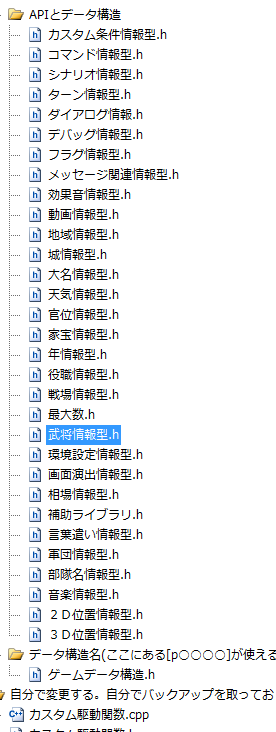 APIとデータ構造
カスタム条件情報型.h
コマンド情報型.h
シナリオ情報型.h
ターン情報型.h
ダイアログ情報.h
デバッグ情報型.h
フラグ情報型.h
メッセージ関連情報型.h
効果音情報型.h
動画情報型.h
地域情報型.h
城情報型.h
大名情報型.h
天気情報型.h
官位情報型.h
家宝情報型.h
年情報型.h
役職情報型.h
戦場情報型.h
最大数.h
武将情報型.h
環境設定情報型.h
画面演出情報型.h
相場情報型.h
補助ライブラリ.h
言葉遣い情報型.h
軍団情報型.h
部隊名情報型.h
音楽情報型.h
２Ｄ位置情報型.h
３Ｄ位置情報型.h
データ構造名(ここにある[p○○○○]が使える
ゲームデータ構造.h
自分で変更する。自分でバックアップを取ってお
カスタム駆動関数.cpp